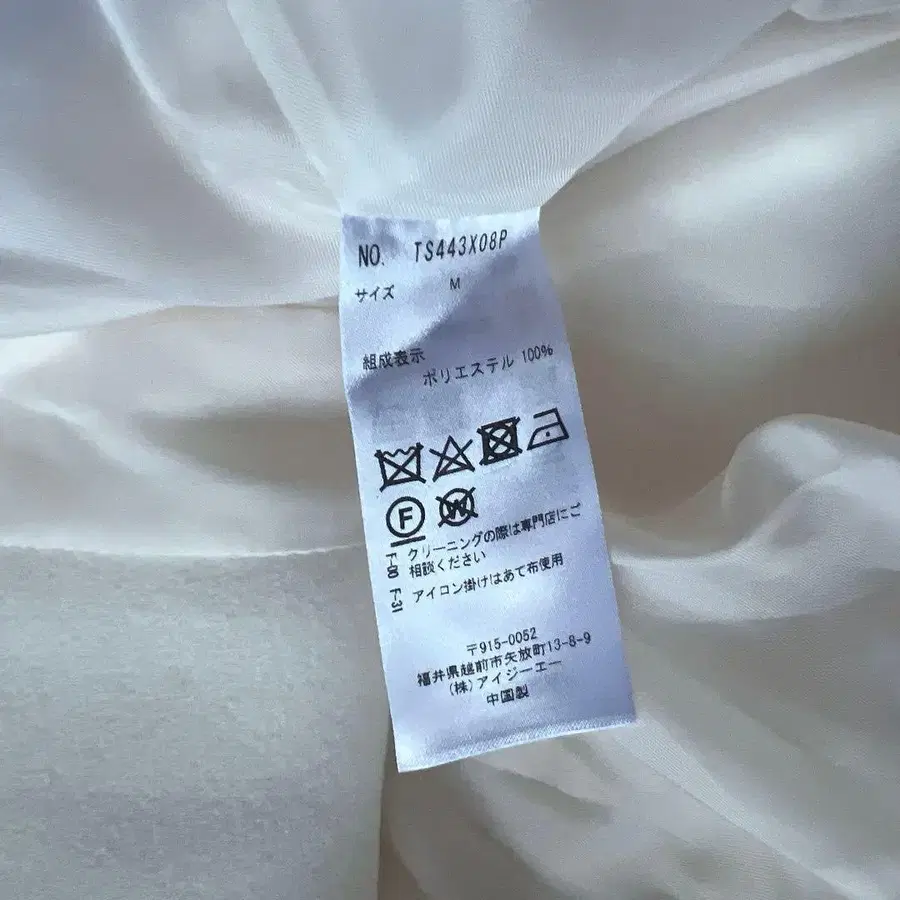 NO. TS443X08P
サイズ M
組成表示
ポリエステル 100%
F W
F-00 クリーニングの際は専門店にご
相談ください
F-31 アイコン掛けはあて布使用
〒915-0052
福井県越前市矢放町13-8-9
(株)アイジーエー
中国製